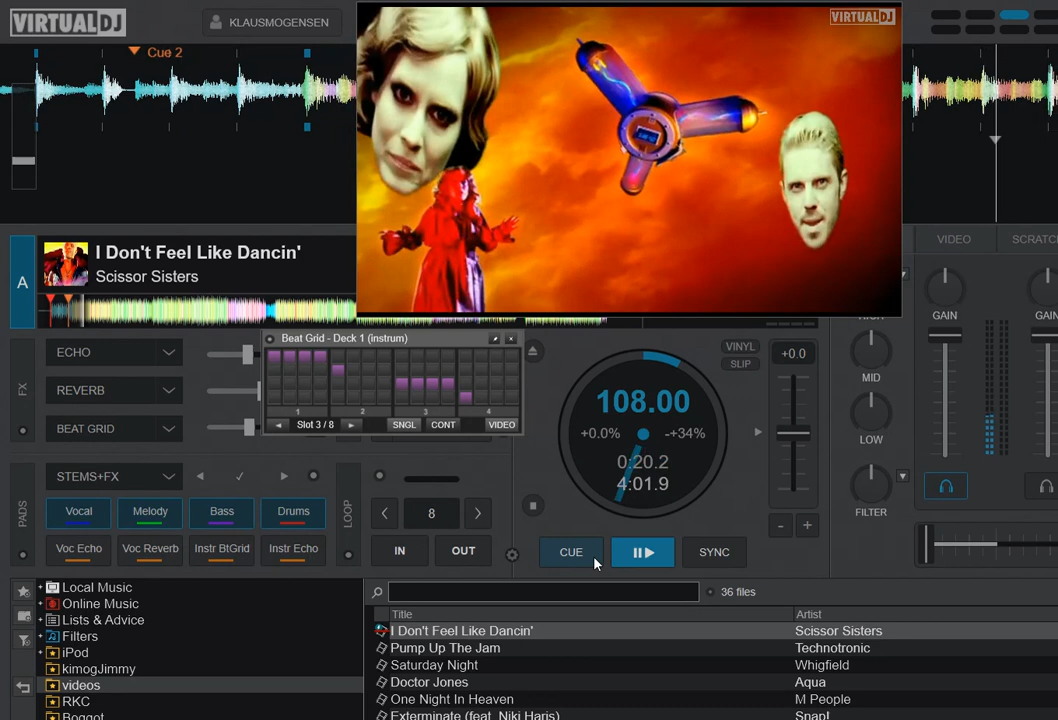 VIRTUALDJ
KLAUSMOGENSEN
VIRTUALDJ
Cue 2
A
I Don't Feel Like Dancin'
Scissor Sisters
VIDEO
SCRATCH
GAIN
GAIN
MID
LOW
FILTER
FX
ECHO
REVERB
BEAT GRID
Beat Grid - Deck 1 (instrum)
1 2 3 4
Slot 3 / 8
SNGL
CONT
VIDEO
VINYL
SLIP
+0.0
108.00
+0.0%
-+34%
0:20.2
4:01.9
PADS
STEMS+FX
Vocal
Melody
Bass
Drums
Voc Echo
Voc Reverb
Instr BtGrid
Instr Echo
LOOP
8
IN
OUT
CUE
SYNC
- +
Local Music
Online Music
Lists & Advice
Filters
iPod
kimogJimmy
videos
RKC
Boggot
36 files
Title Artist
I Don't Feel Like Dancin' Scissor Sisters
Pump Up The Jam Technotronic
Saturday Night Whigfield
Doctor Jones Aqua
One Night In Heaven M People
Exterminate (feat. Niki Haris) Snap!